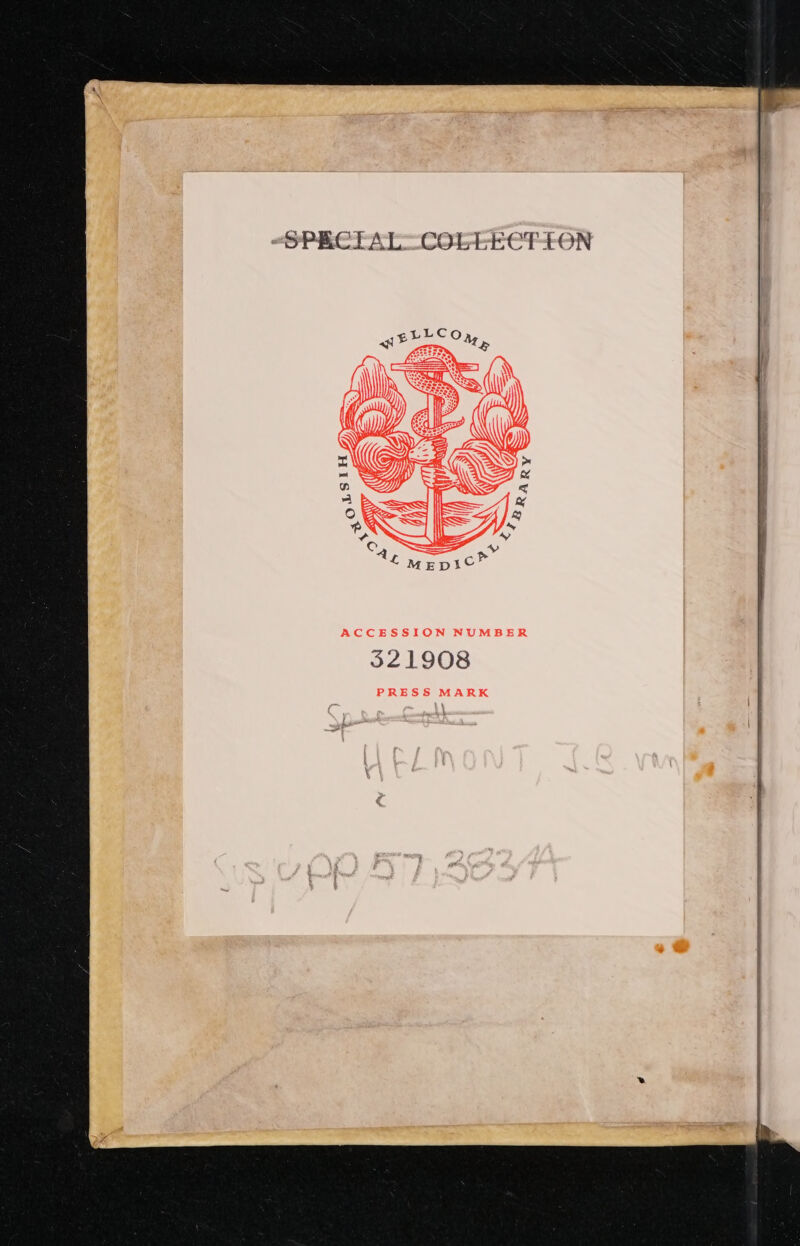 SPECIAL COLLECTION
WELLCOME
HISTORICAL MEDICAL LIBRARY
ACCESSION NUMBER
321908
PRESS MARK
Spec Coll.
HELMONT, J.B. van
SUPP 57,383/A